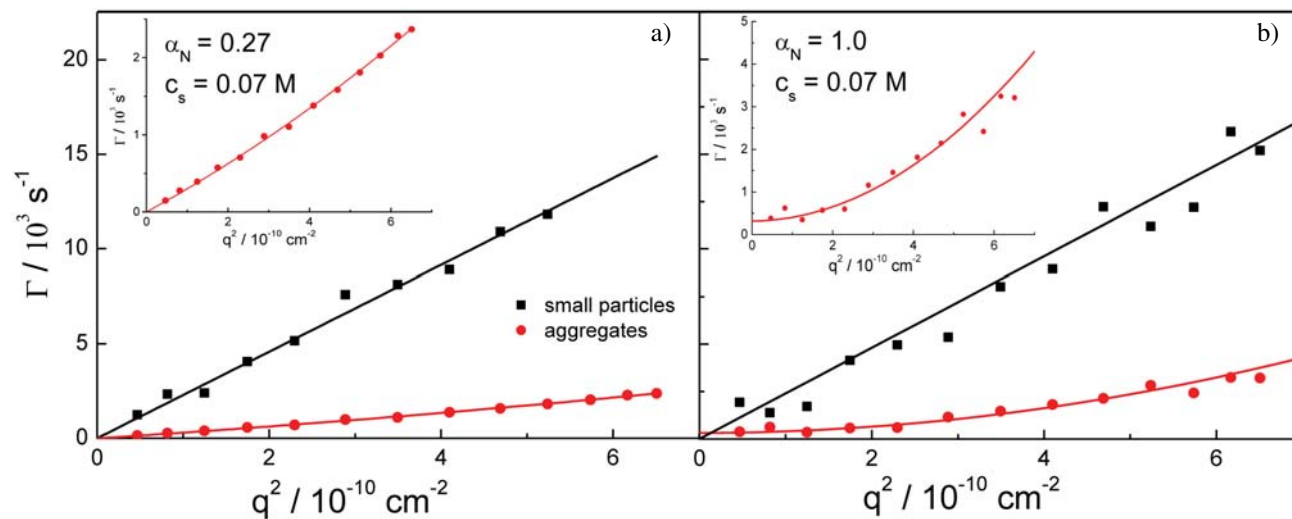 a)
α_N = 0.27
c_s = 0.07 M
Γ / 10³ s⁻¹
2
1
0
0 2 4 6
q² / 10⁻¹⁰ cm⁻²
Γ / 10³ s⁻¹
20
15
10
5
0
small particles
aggregates
0 2 4 6
q² / 10⁻¹⁰ cm⁻²
b)
α_N = 1.0
c_s = 0.07 M
Γ / 10³ s⁻¹
5
4
3
2
1
0
0 2 4 6
q² / 10⁻¹⁰ cm⁻²
0 2 4 6
q² / 10⁻¹⁰ cm⁻²